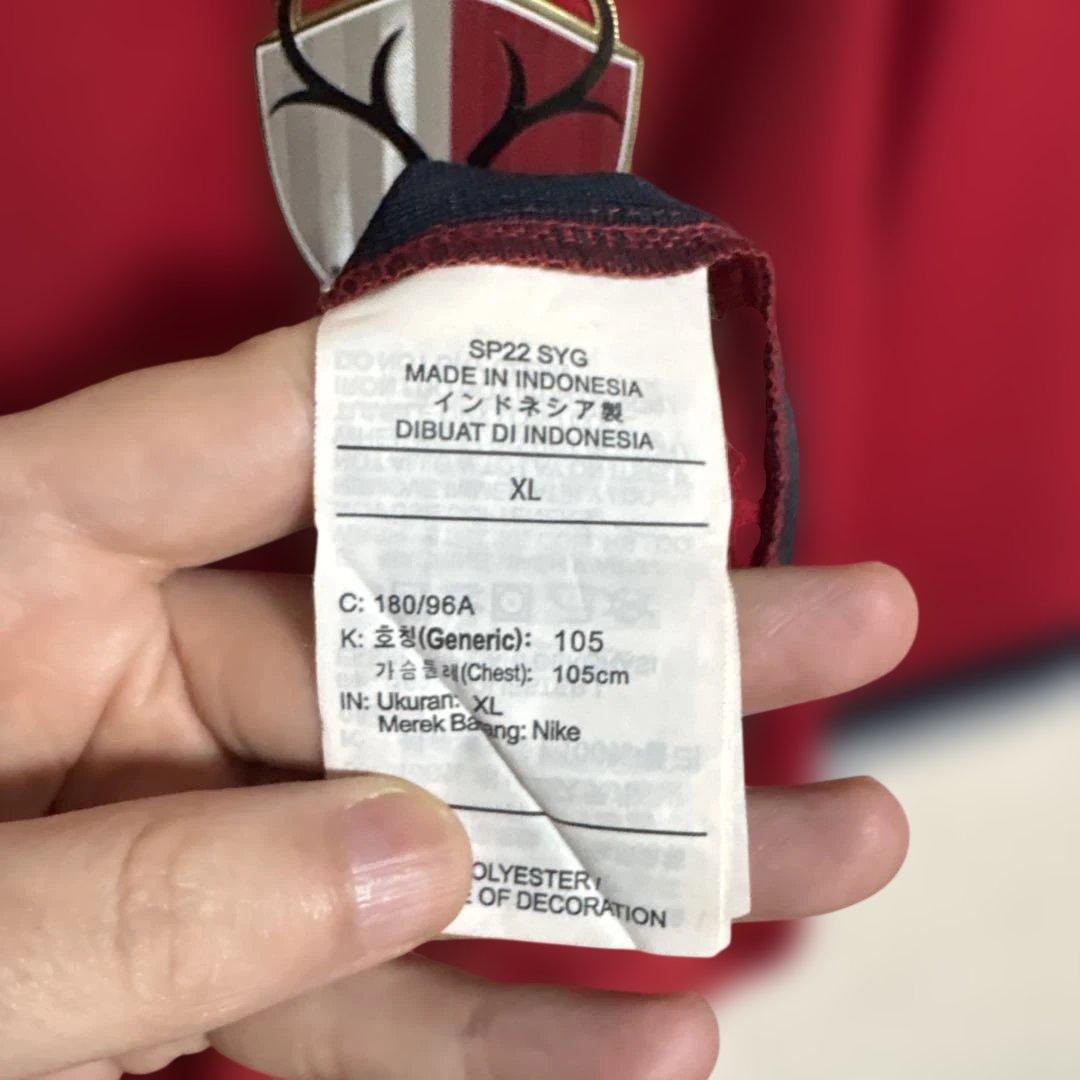 SP22 SYG
MADE IN INDONESIA
インドネシア製
DIBUAT DI INDONESIA
XL
C: 180/96A
K: 호칭(Generic): 105
가슴둘레(Chest): 105cm
IN: Ukuran: XL
Merek Barang: Nike
OLYESTER/
OF DECORATION